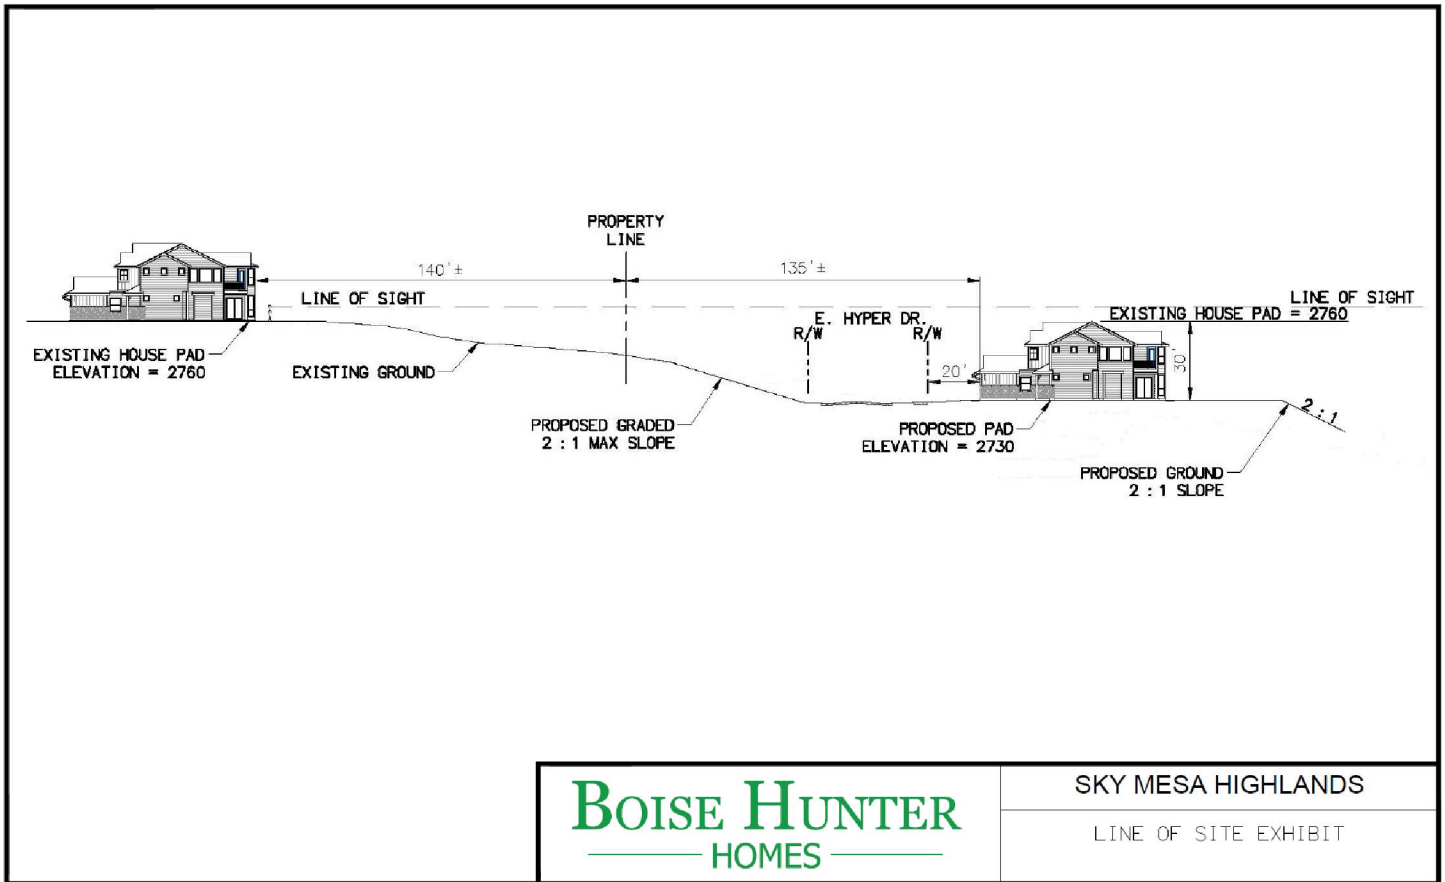 PROPERTY
LINE
140'±
135'±
LINE OF SIGHT
LINE OF SIGHT
EXISTING HOUSE PAD = 2760
E. HYPER DR.
R/W
R/W
EXISTING HOUSE PAD
ELEVATION = 2760
EXISTING GROUND
20'
30'
2:1
PROPOSED GRADED
2 : 1 MAX SLOPE
PROPOSED PAD
ELEVATION = 2730
PROPOSED GROUND
2 : 1 SLOPE
BOISE HUNTER
HOMES
SKY MESA HIGHLANDS
LINE OF SITE EXHIBIT